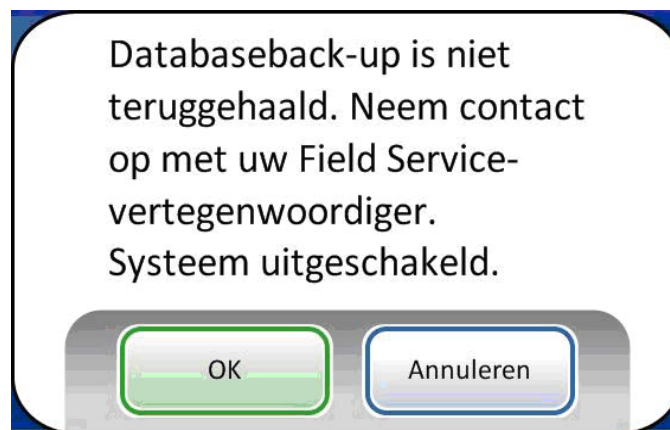 Databaseback-up is niet
teruggehaald. Neem contact
op met uw Field Service-
vertegenwoordiger.
Systeem uitgeschakeld.
OK
Annuleren